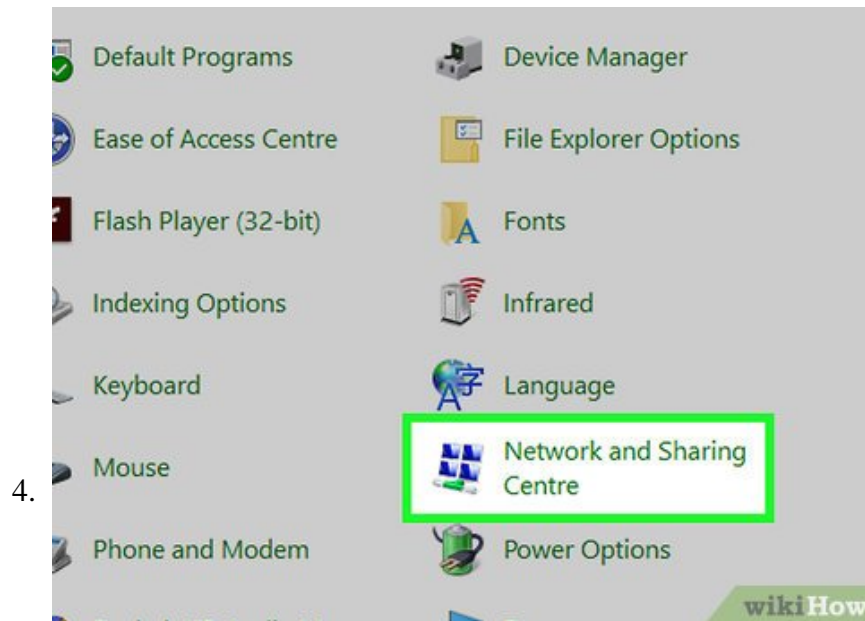 Default Programs
Device Manager
Ease of Access Centre
File Explorer Options
Flash Player (32-bit)
Fonts
Indexing Options
Infrared
Keyboard
Language
Mouse
Network and Sharing
Centre
4.
Phone and Modem
Power Options
wikiHow